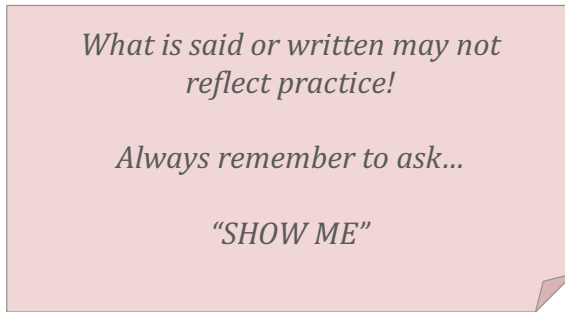 What is said or written may not
reflect practice!
Always remember to ask…
“SHOW ME”